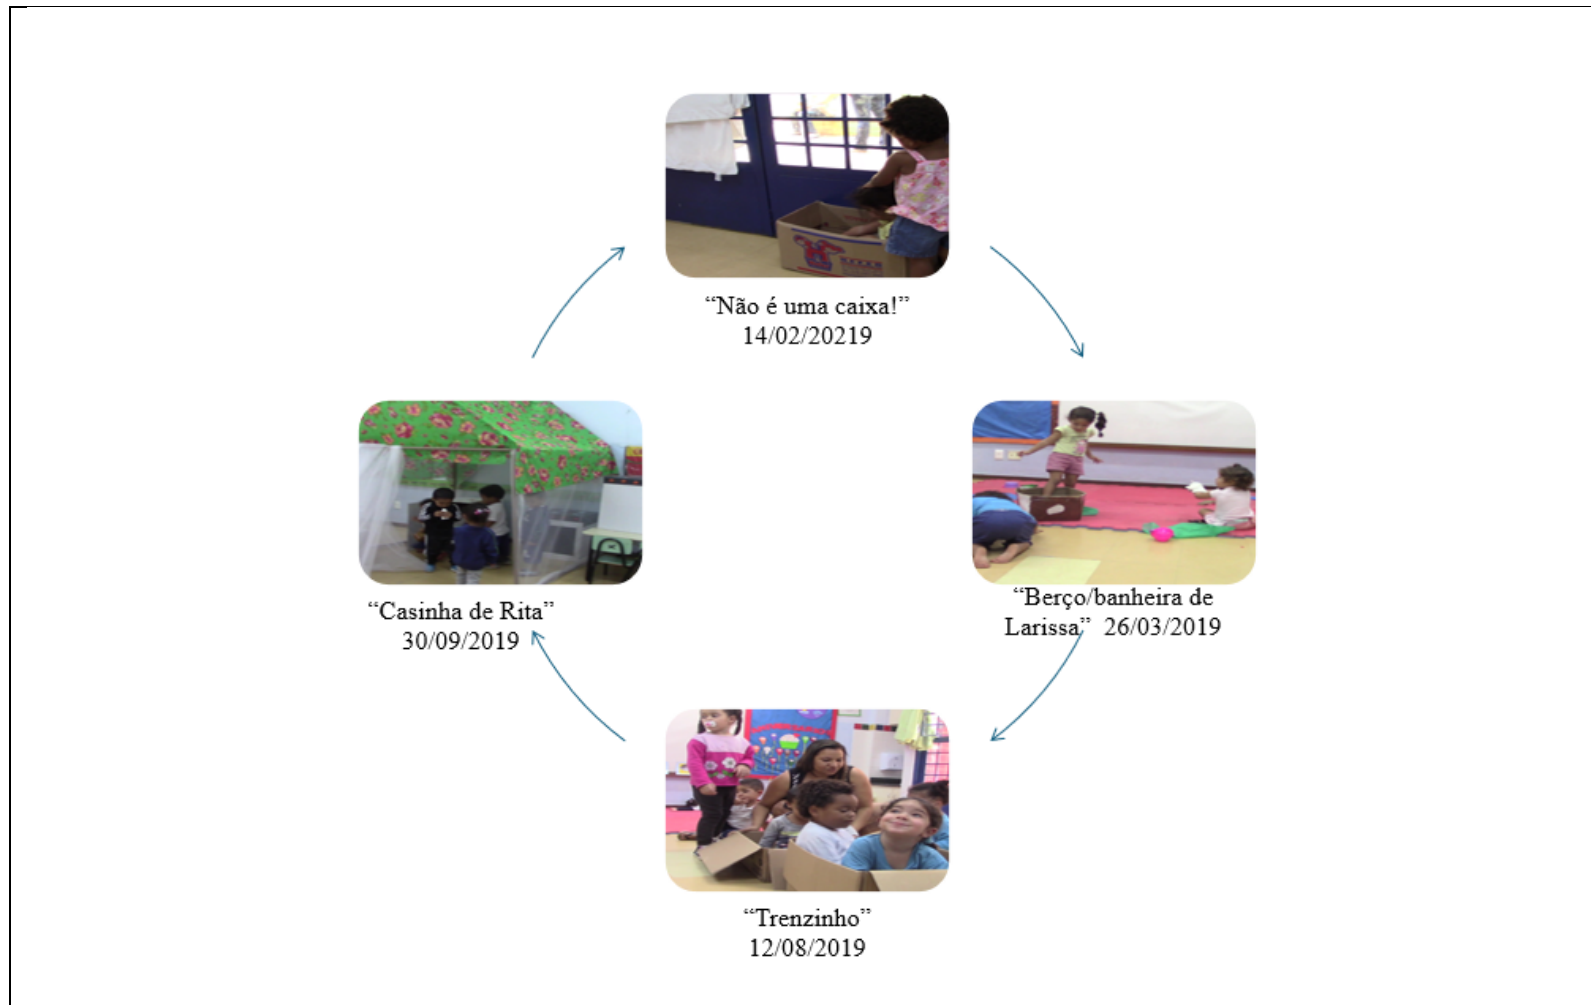 “Não é uma caixa!”
14/02/20219
“Berço/banheira de
Larissa” 26/03/2019
“Trenzinho”
12/08/2019
“Casinha de Rita”
30/09/2019